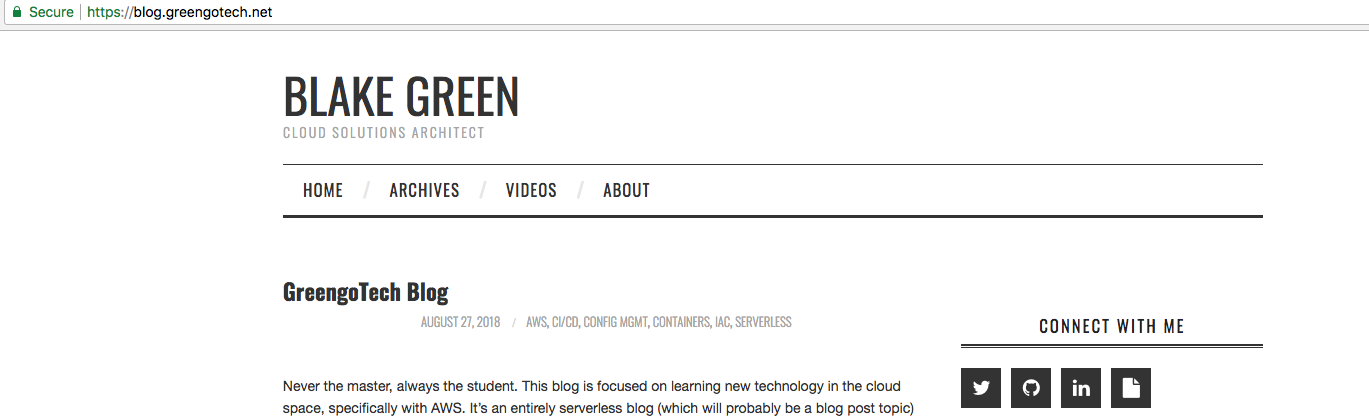 Secure | https://blog.greengotech.net
BLAKE GREEN
CLOUD SOLUTIONS ARCHITECT
HOME / ARCHIVES / VIDEOS / ABOUT
GreengoTech Blog
AUGUST 27, 2018 / AWS, CI/CD, CONFIG MGMT, CONTAINERS, IAC, SERVERLESS
Never the master, always the student. This blog is focused on learning new technology in the cloud
space, specifically with AWS. It’s an entirely serverless blog (which will probably be a blog post topic)
CONNECT WITH ME